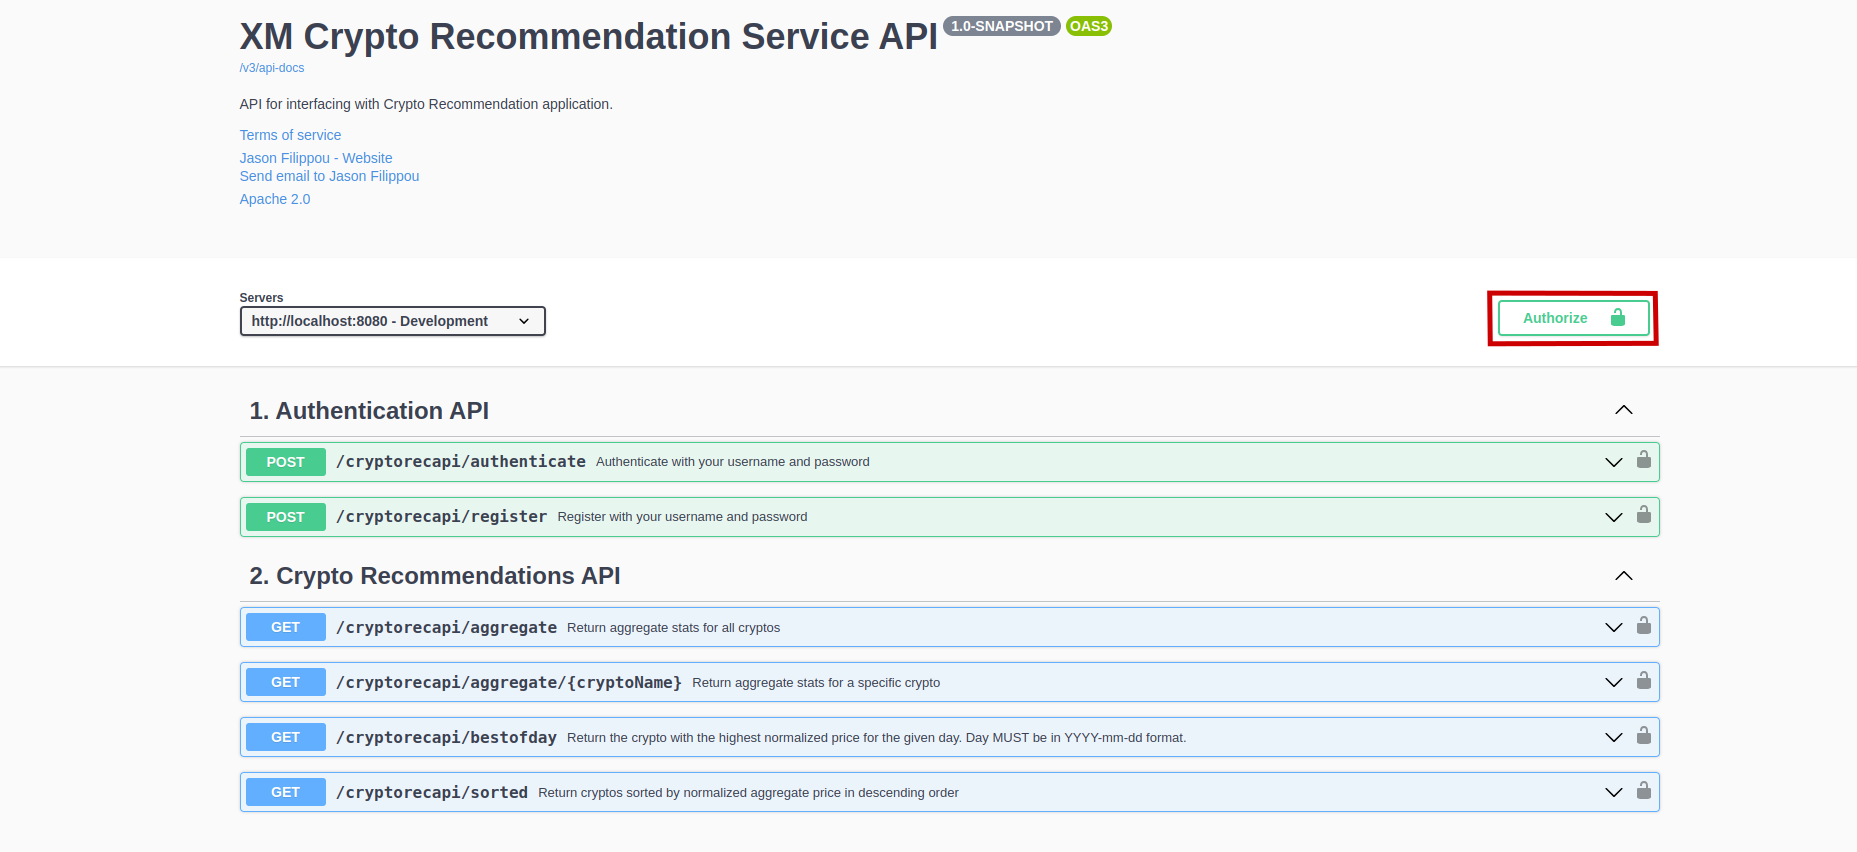 XM Crypto Recommendation Service API 1.0-SNAPSHOT OAS3
/v3/api-docs
API for interfacing with Crypto Recommendation application.
Terms of service
Jason Filippou - Website
Send email to Jason Filippou
Apache 2.0
Servers
http://localhost:8080 - Development
Authorize
1. Authentication API
POST /cryptorecapi/authenticate Authenticate with your username and password
POST /cryptorecapi/register Register with your username and password
2. Crypto Recommendations API
GET /cryptorecapi/aggregate Return aggregate stats for all cryptos
GET /cryptorecapi/aggregate/{cryptoName} Return aggregate stats for a specific crypto
GET /cryptorecapi/bestofday Return the crypto with the highest normalized price for the given day. Day MUST be in YYYY-mm-dd format.
GET /cryptorecapi/sorted Return cryptos sorted by normalized aggregate price in descending order